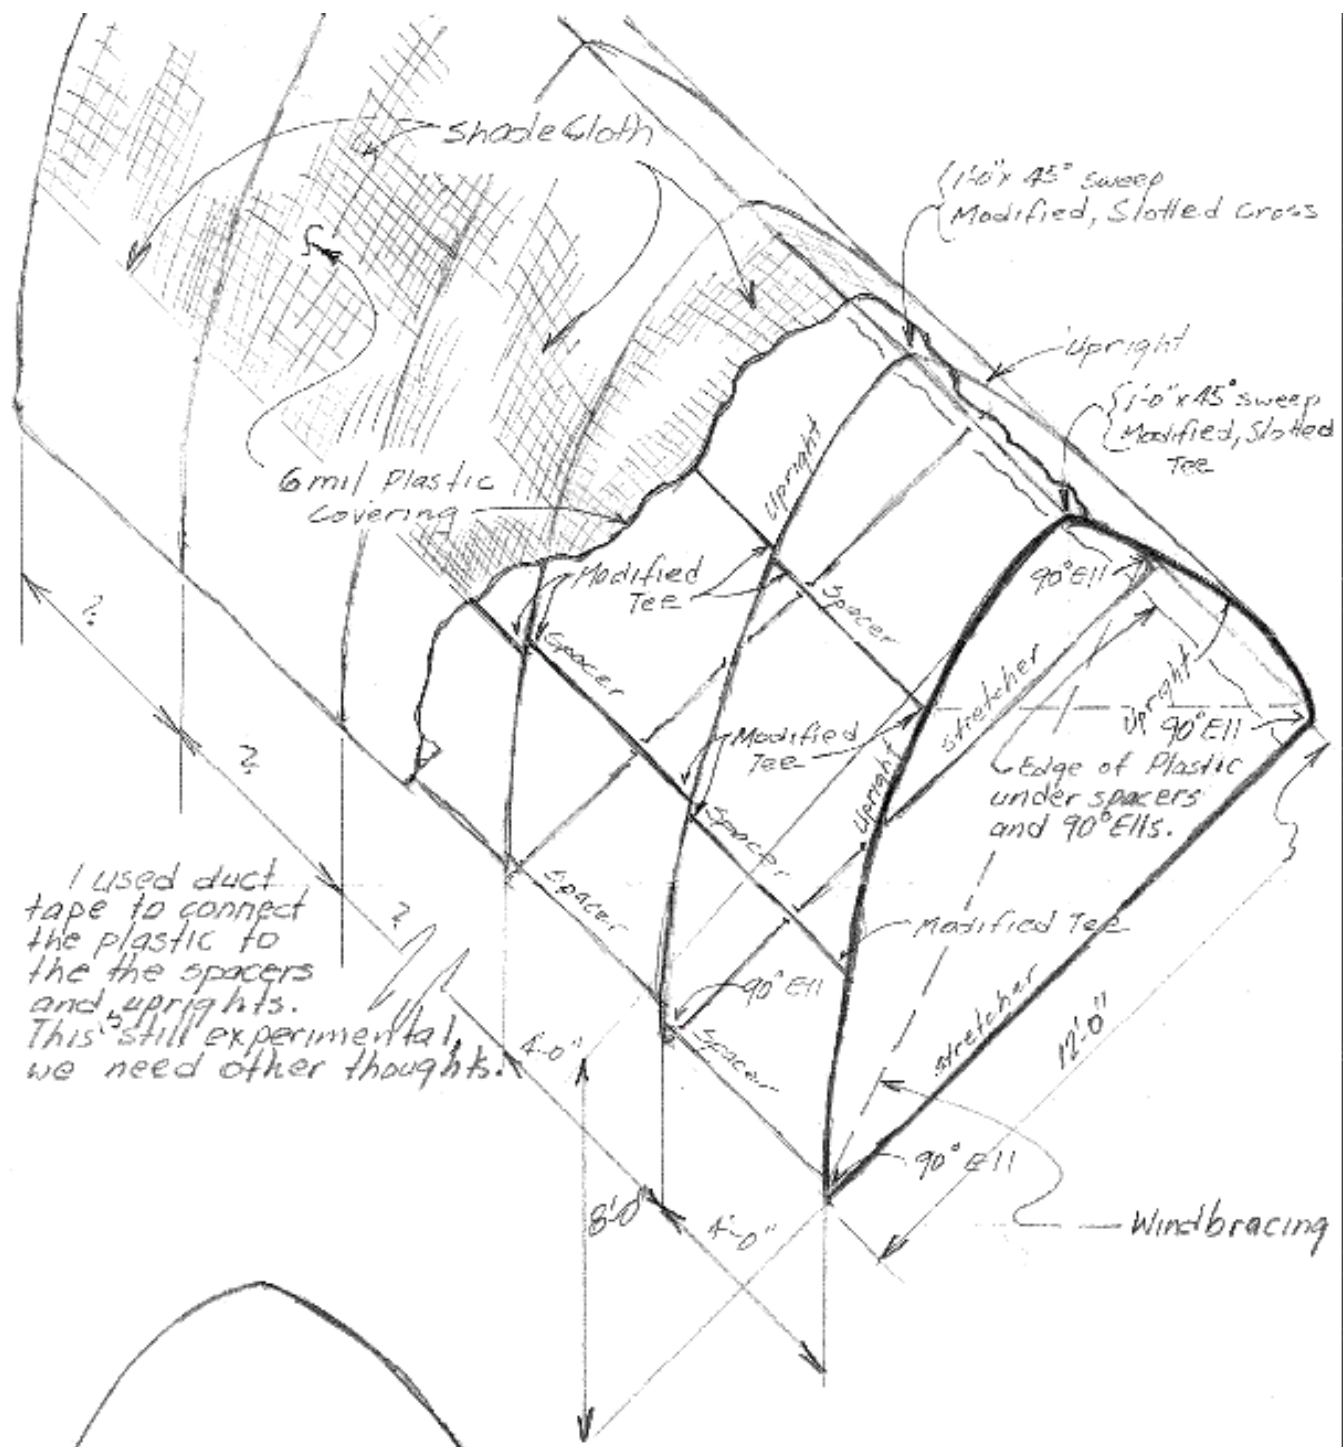 Shade Cloth
1'-0" x 45° sweep
Modified, Slotted Cross
Upright
1'-0" x 45° sweep
Modified, Slotted
Tee
6 mil Plastic
Covering
Upright
Modified
Tee
90° Ell
Spacer
Spacer
stretcher
Upright
90° Ell
Modified
Tee
Upright
Edge of Plastic
under spacers
and 90° Ells.
?
?
?
Spacer
Spacer
I used duct
tape to connect
the plastic to
the the spacers
and uprights.
This is still experimental,
we need other thoughts.
Modified Tee
90° Ell
Spacer
stretcher
12'-0"
4'-0"
90° Ell
8'-0"
4'-0"
Windbracing